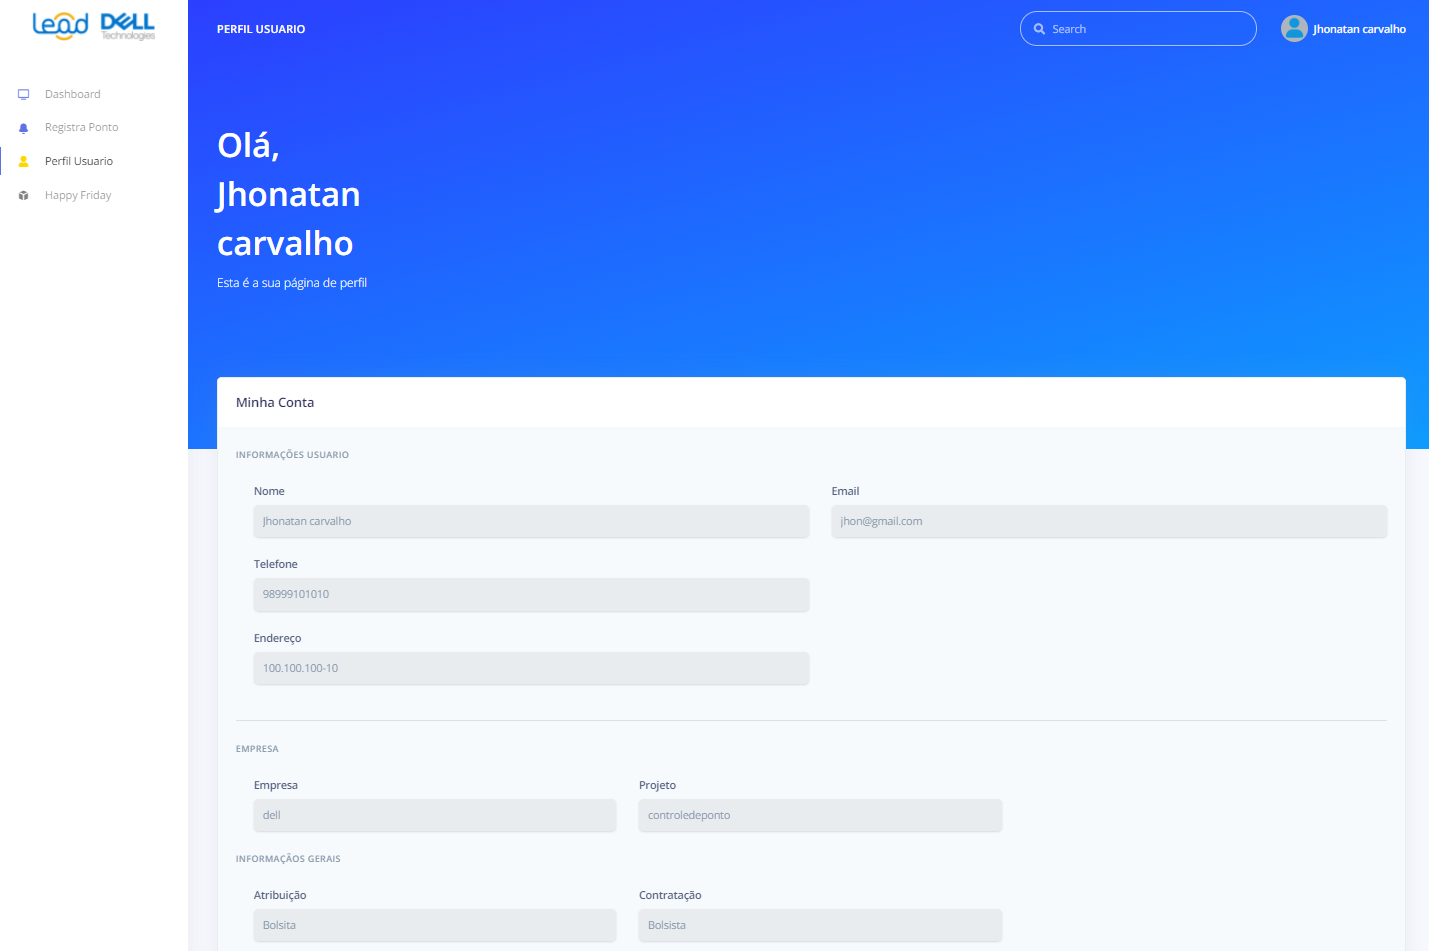 Lead DELL
Technologies
Dashboard
Registra Ponto
Perfil Usuario
Happy Friday
PERFIL USUARIO
Search
Jhonatan carvalho
Olá,
Jhonatan
carvalho
Esta é a sua página de perfil
Minha Conta
INFORMAÇÕES USUARIO
Nome
Jhonatan carvalho
Email
jhon@gmail.com
Telefone
98999101010
Endereço
100.100.100-10
EMPRESA
Empresa
dell
Projeto
controledeponto
INFORMAÇÃOS GERAIS
Atribuição
Bolsita
Contratação
Bolsista